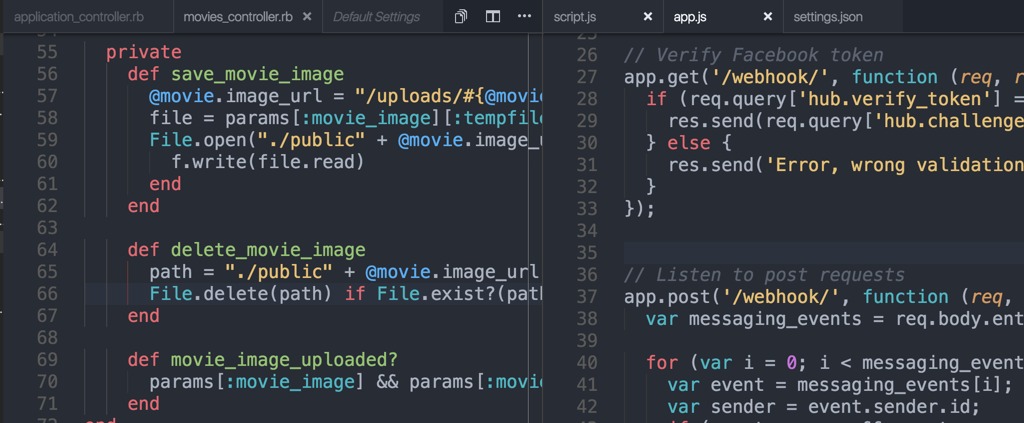 application_controller.rb
movies_controller.rb
Default Settings
55 private
56 def save_movie_image
57 @movie.image_url = "/uploads/#{@movi
58 file = params[:movie_image][:tempfil
59 File.open("./public" + @movie.image_
60 f.write(file.read)
61 end
62 end
63
64 def delete_movie_image
65 path = "./public" + @movie.image_url
66 File.delete(path) if File.exist?(pat
67 end
68
69 def movie_image_uploaded?
70 params[:movie_image] && params[:movi
71 end
script.js
app.js
settings.json
26 // Verify Facebook token
27 app.get('/webhook/', function (req, r
28 if (req.query['hub.verify_token'] =
29 res.send(req.query['hub.challenge
30 } else {
31 res.send('Error, wrong validation
32 }
33 });
34
35
36 // Listen to post requests
37 app.post('/webhook/', function (req,
38 var messaging_events = req.body.ent
39
40 for (var i = 0; i < messaging_event
41 var event = messaging_events[i];
42 var sender = event.sender.id;